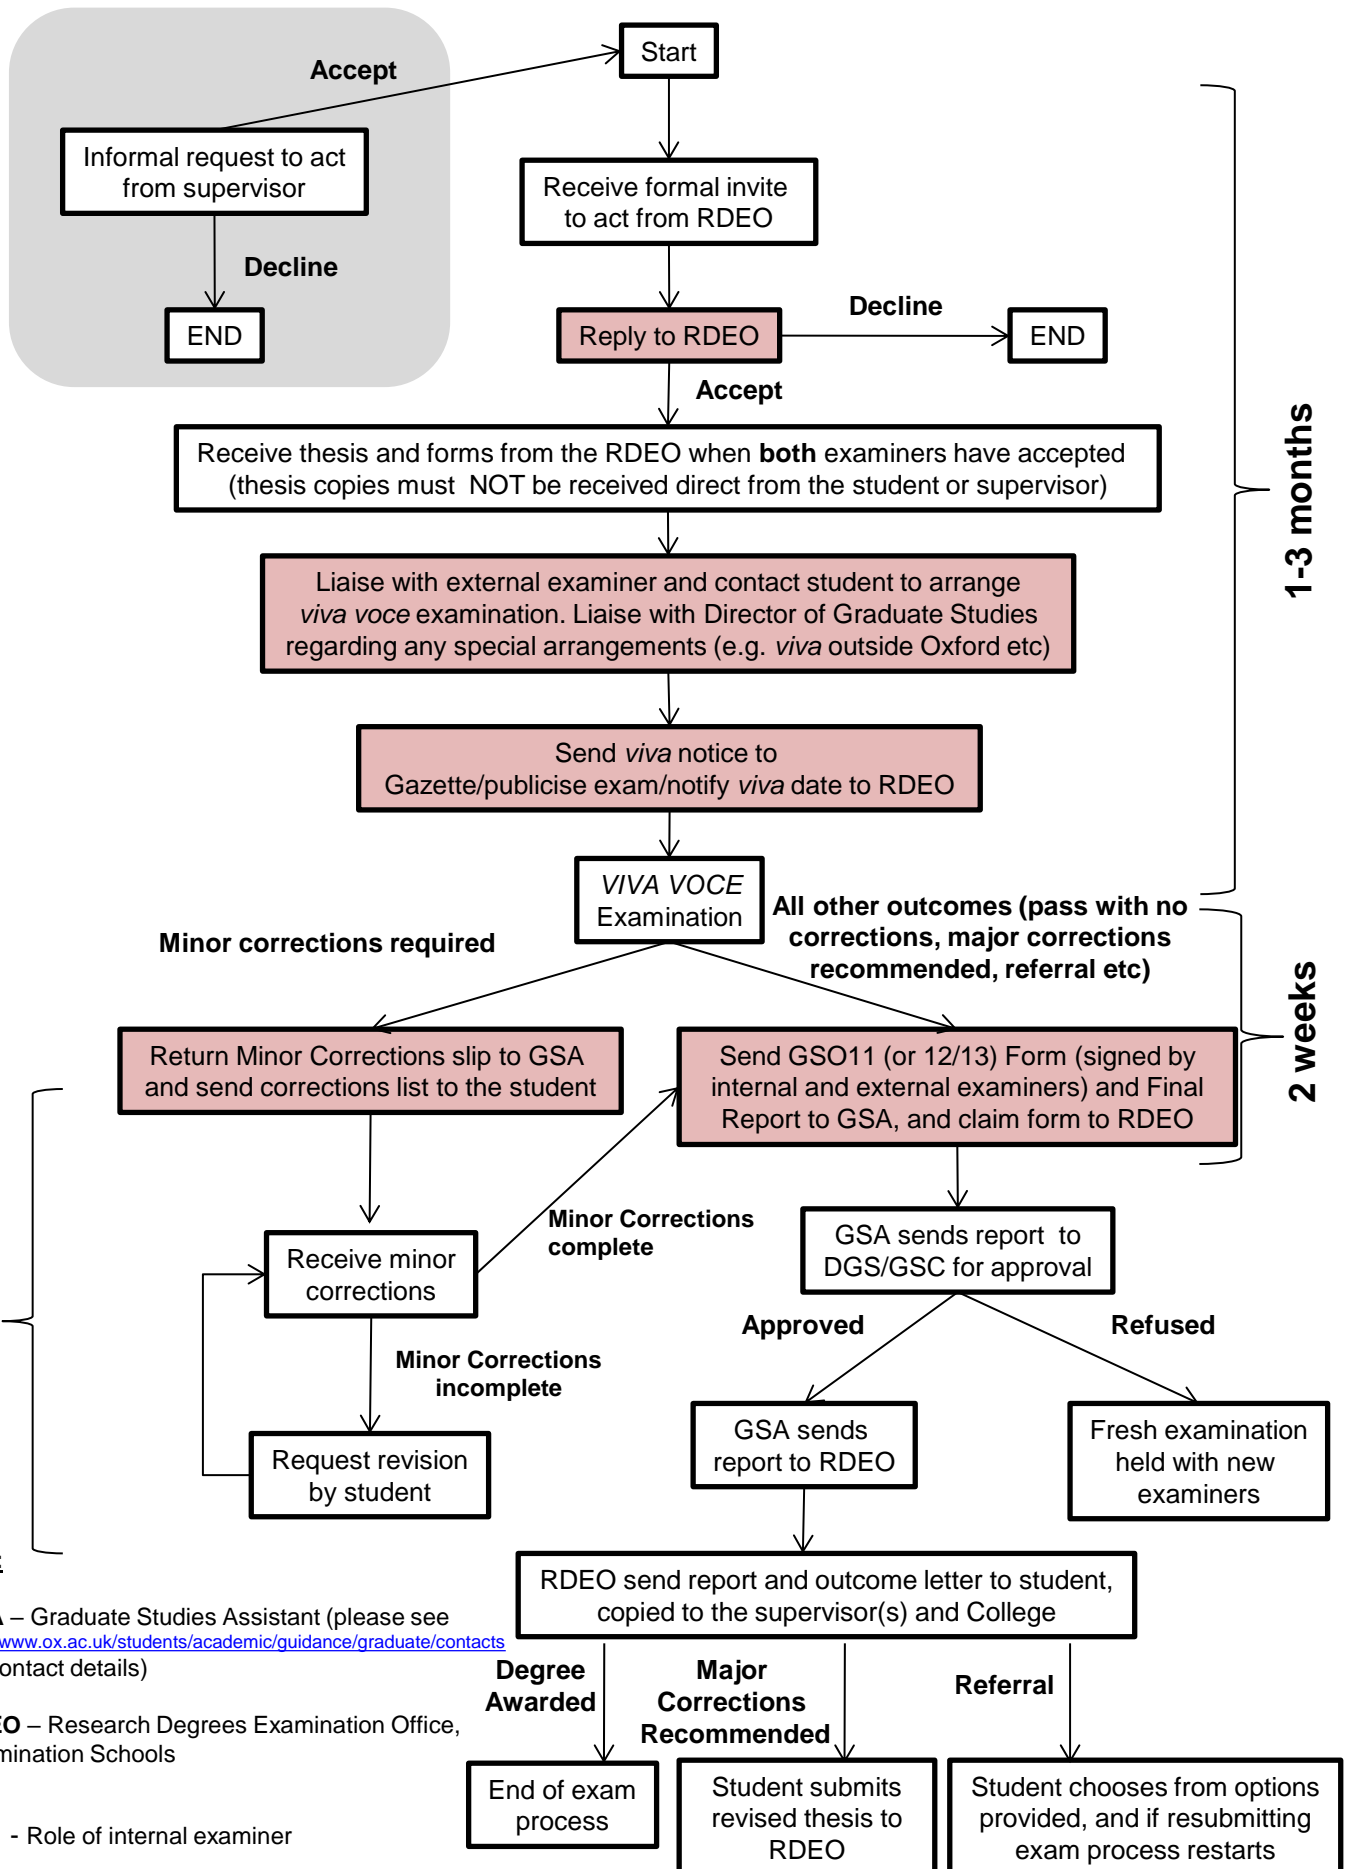 Start
Accept
Informal request to act
from supervisor
Decline
END
Receive formal invite
to act from RDEO
Reply to RDEO
Decline
END
Accept
Receive thesis and forms from the RDEO when both examiners have accepted
(thesis copies must NOT be received direct from the student or supervisor)
Liaise with external examiner and contact student to arrange
viva voce examination. Liaise with Director of Graduate Studies
regarding any special arrangements (e.g. viva outside Oxford etc)
Send viva notice to
Gazette/publicise exam/notify viva date to RDEO
1-3 months
VIVA VOCE
Examination
Minor corrections required
All other outcomes (pass with no
corrections, major corrections
recommended, referral etc)
2 weeks
Return Minor Corrections slip to GSA
and send corrections list to the student
Send GSO11 (or 12/13) Form (signed by
internal and external examiners) and Final
Report to GSA, and claim form to RDEO
Receive minor
corrections
Minor Corrections
complete
Minor Corrections
incomplete
Request revision
by student
GSA sends report to
DGS/GSC for approval
Approved
Refused
GSA sends
report to RDEO
Fresh examination
held with new
examiners
RDEO send report and outcome letter to student,
copied to the supervisor(s) and College
Degree
Awarded
Major
Corrections
Recommended
Referral
End of exam
process
Student submits
revised thesis to
RDEO
Student chooses from options
provided, and if resubmitting
exam process restarts
– Graduate Studies Assistant (please see
www.ox.ac.uk/students/academic/guidance/graduate/contacts
ontact details)
EO – Research Degrees Examination Office,
mination Schools
- Role of internal examiner